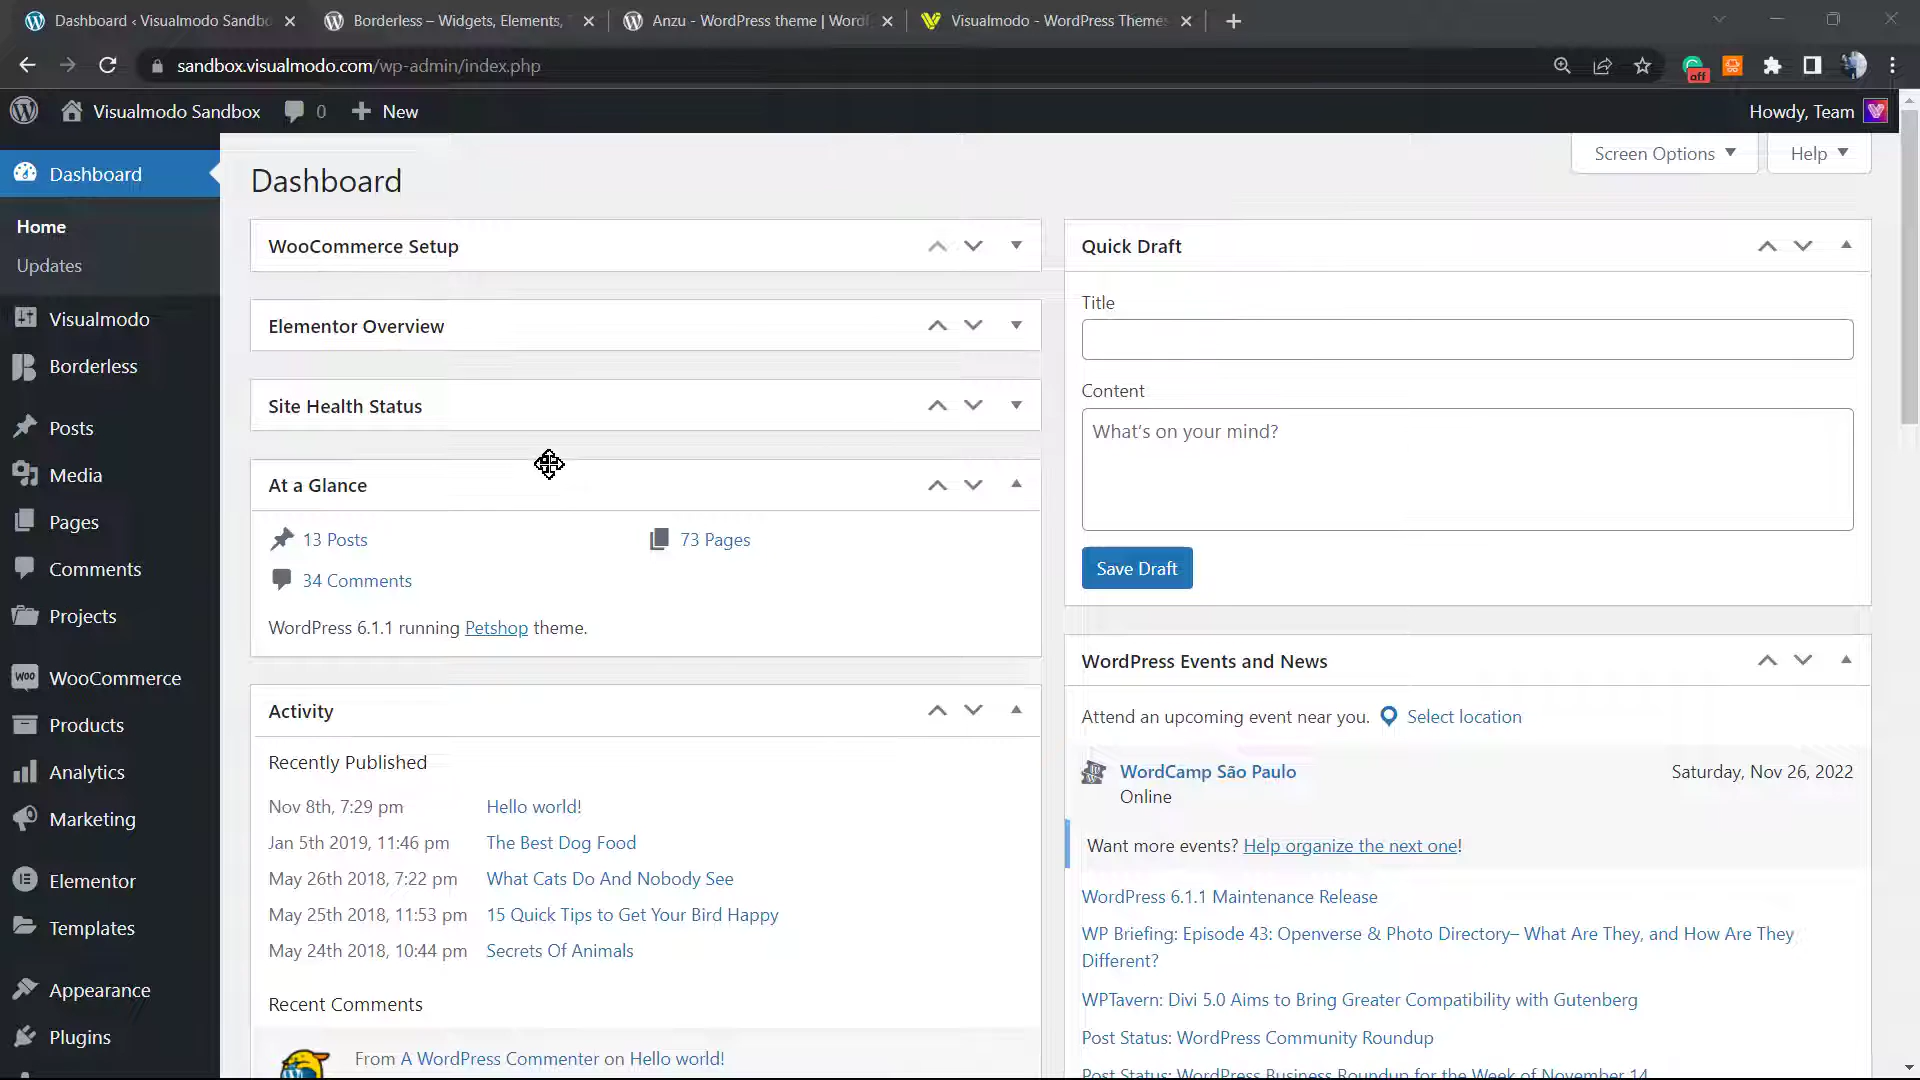 Dashboard ‹ Visualmodo Sandbo
Borderless – Widgets, Elements,
Anzu - WordPress theme | Word
Visualmodo - WordPress Themes
sandbox.visualmodo.com/wp-admin/index.php
off
Visualmodo Sandbox
0
New
Howdy, Team
Dashboard
Home
Updates
Visualmodo
Borderless
Posts
Media
Pages
Comments
Projects
WooCommerce
Products
Analytics
Marketing
Elementor
Templates
Appearance
Plugins
Screen Options
Help
Dashboard
WooCommerce Setup
Elementor Overview
Site Health Status
At a Glance
13 Posts
73 Pages
34 Comments
WordPress 6.1.1 running Petshop theme.
Activity
Recently Published
Nov 8th, 7:29 pm Hello world!
Jan 5th 2019, 11:46 pm The Best Dog Food
May 26th 2018, 7:22 pm What Cats Do And Nobody See
May 25th 2018, 11:53 pm 15 Quick Tips to Get Your Bird Happy
May 24th 2018, 10:44 pm Secrets Of Animals
Recent Comments
From A WordPress Commenter on Hello world!
Quick Draft
Title
Content
What's on your mind?
Save Draft
WordPress Events and News
Attend an upcoming event near you. Select location
WordCamp São Paulo
Saturday, Nov 26, 2022
Online
Want more events? Help organize the next one!
WordPress 6.1.1 Maintenance Release
WP Briefing: Episode 43: Openverse & Photo Directory– What Are They, and How Are They
Different?
WPTavern: Divi 5.0 Aims to Bring Greater Compatibility with Gutenberg
Post Status: WordPress Community Roundup
Post Status: WordPress Business Roundup for the Week of November 14